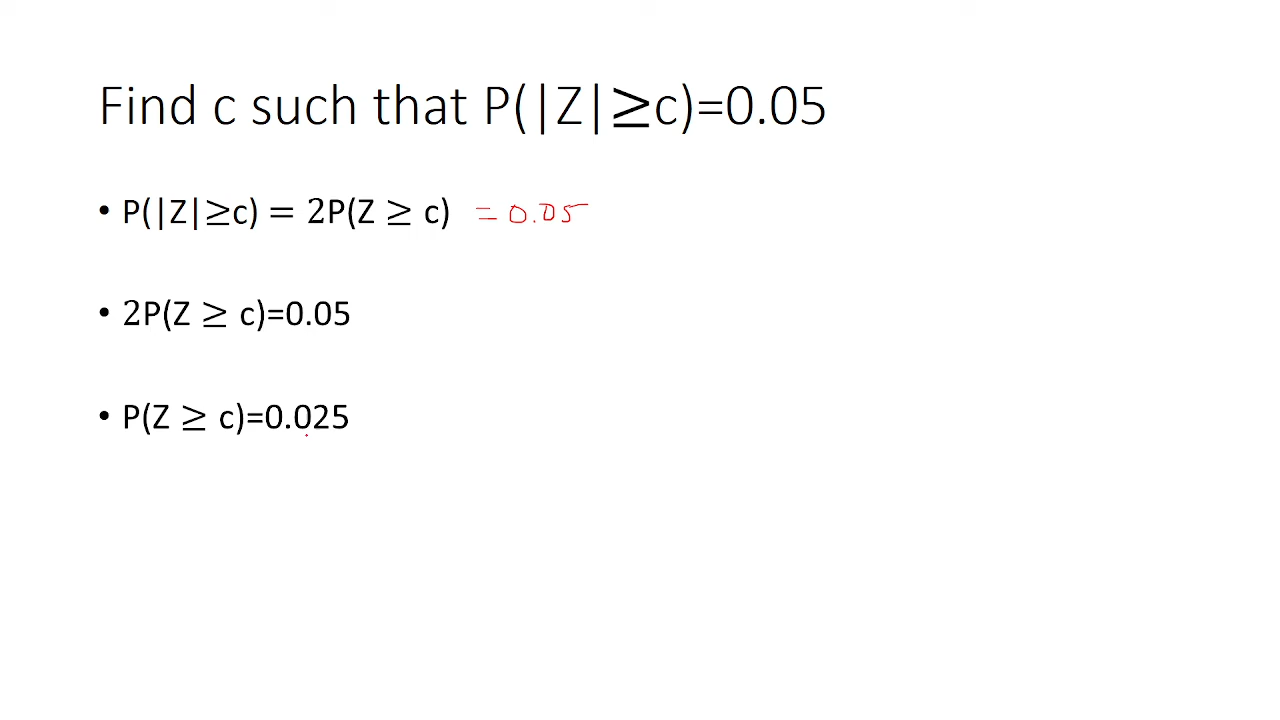 Find c such that P(|Z|≥c)=0.05
• P(|Z|≥c) = 2P(Z ≥ c) = 0.05
• 2P(Z ≥ c)=0.05
• P(Z ≥ c)=0.025